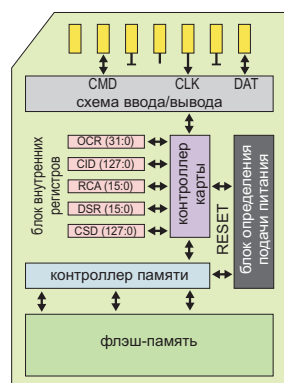 CMD CLK DAT
схема ввода/вывода
блок внутренних
регистров
OCR (31:0)
CID (127:0)
RCA (15:0)
DSR (15:0)
CSD (127:0)
контроллер
карты
RESET
блок определения
подачи питания
контроллер памяти
флэш-память